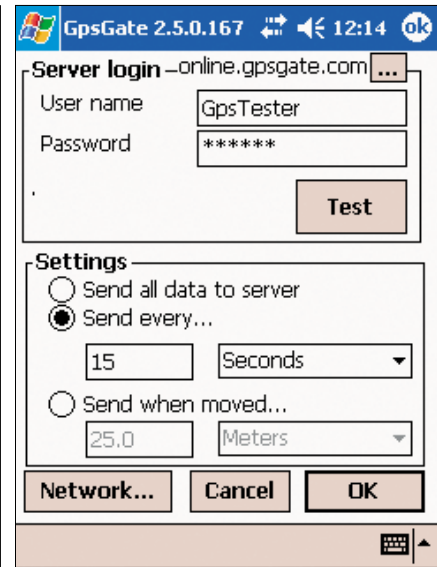 GpsGate 2.5.0.167 12:14 ok
Server login online.gpsgate.com ...
User name GpsTester
Password ******
Test
Settings
Send all data to server
Send every...
15 Seconds
Send when moved...
25.0 Meters
Network... Cancel OK